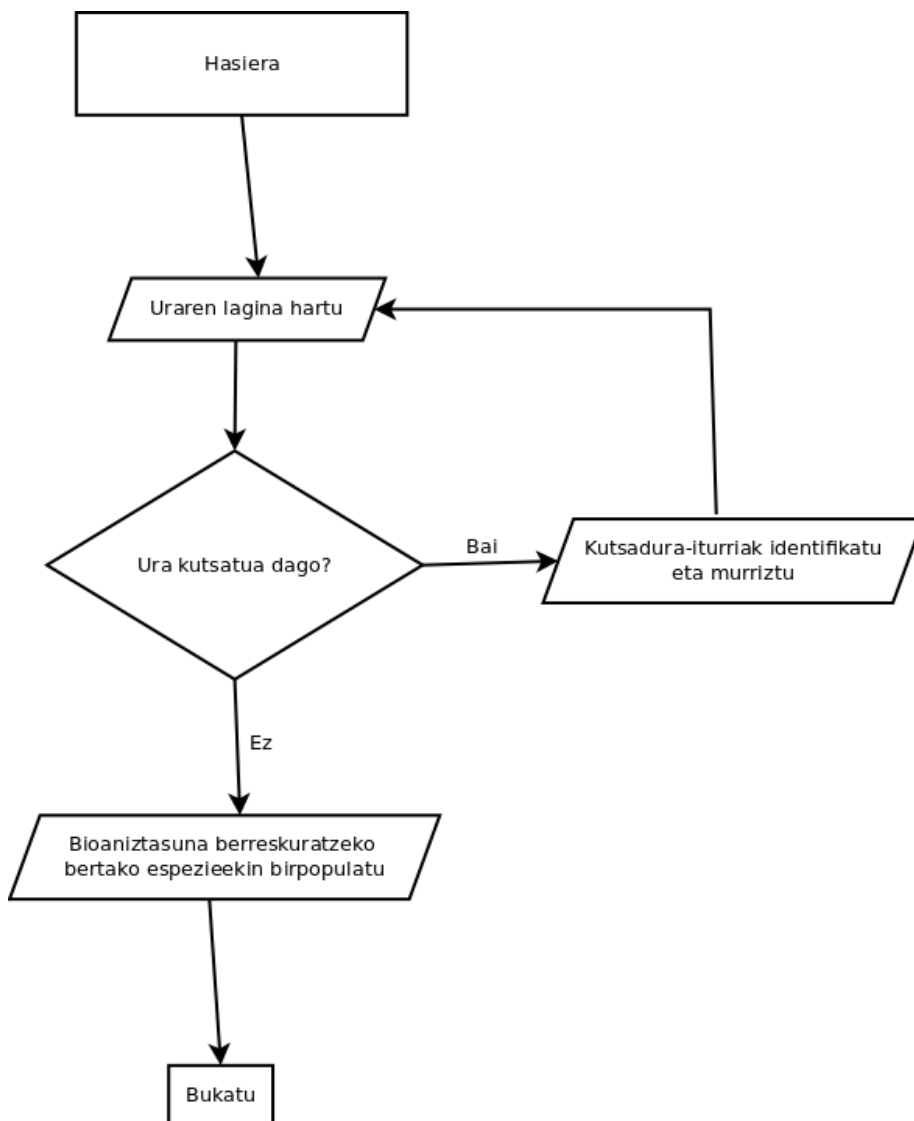 Hasiera
Uraren lagina hartu
Ura kutsatua dago?
Bai
Kutsadura-iturriak identifikatu
eta murriztu
Ez
Bioaniztasuna berreskuratzeko
bertako espezieekin birpopulatu
Bukatu